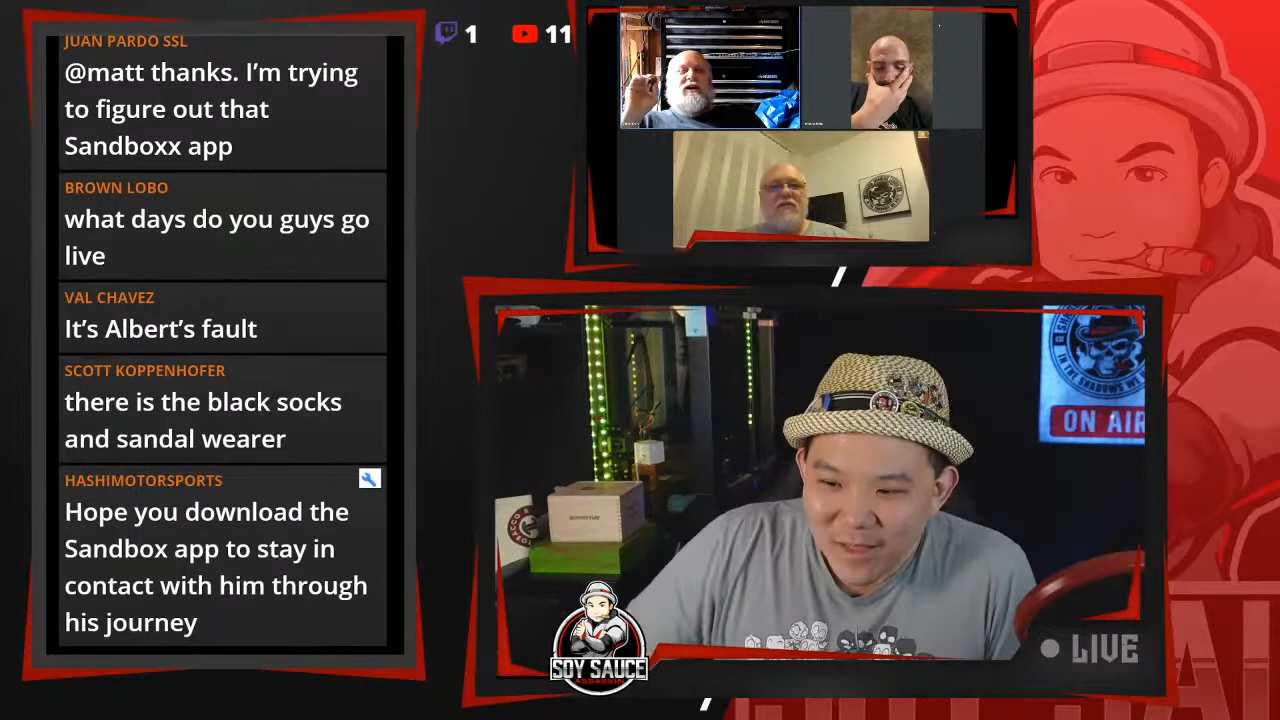 JUAN PARDO SSL
@matt thanks. I’m trying
to figure out that
Sandboxx app
BROWN LOBO
what days do you guys go
live
VAL CHAVEZ
It’s Albert’s fault
SCOTT KOPPENHOFER
there is the black socks
and sandal wearer
HASHIMOTORSPORTS
Hope you download the
Sandbox app to stay in
contact with him through
his journey
1
11
ON AIR
SOY SAUCE
ASSASSIN
LIVE